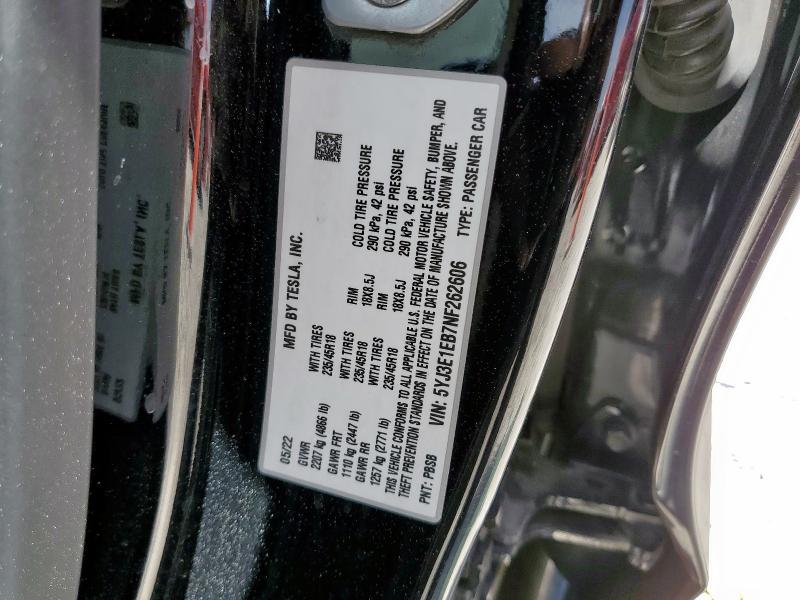 MFD BY TESLA, INC.
05/22
GVWR WITH TIRES RIM COLD TIRE PRESSURE
2207 kg (4866 lb) 235/45R18 18X8.5J 290 kPa, 42 psi
GAWR FRT WITH TIRES RIM COLD TIRE PRESSURE
1110 kg (2447 lb) 235/45R18 18X8.5J 290 kPa, 42 psi
GAWR RR WITH TIRES
1257 kg (2771 lb) 235/45R18
THIS VEHICLE CONFORMS TO ALL APPLICABLE U.S. FEDERAL MOTOR VEHICLE SAFETY, BUMPER, AND
THEFT PREVENTION STANDARDS IN EFFECT ON THE DATE OF MANUFACTURE SHOWN ABOVE.
VIN: 5YJ3E1EB7NF262606 TYPE: PASSENGER CAR
PNT: PBSB